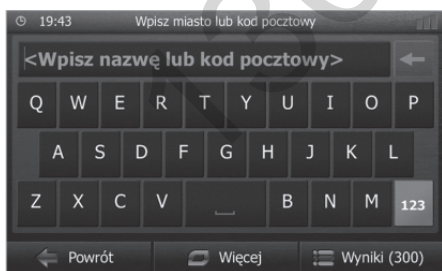 19:43 Wpisz miasto lub kod pocztowy
<Wpisz nazwę lub kod pocztowy>
Q W E R T Y U I O P
A S D F G H J K L
Z X C V B N M 123
Powrót Więcej Wyniki (300)